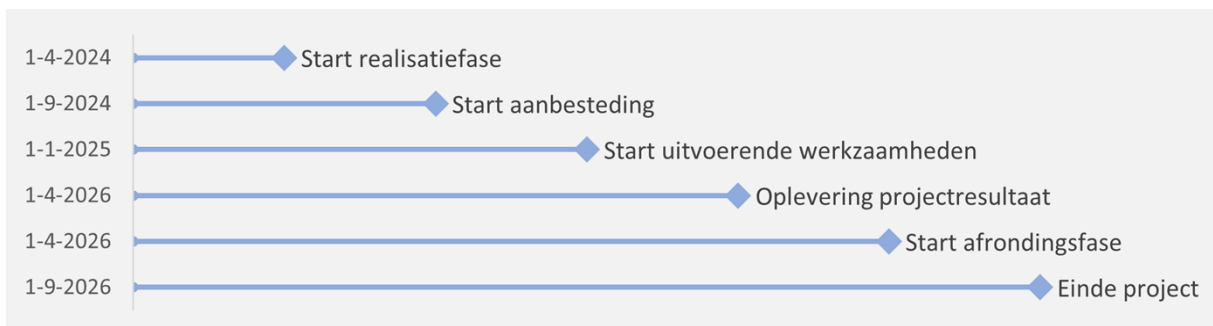 1-4-2024 Start realisatiefase
1-9-2024 Start aanbesteding
1-1-2025 Start uitvoerende werkzaamheden
1-4-2026 Oplevering projectresultaat
1-4-2026 Start afrondingsfase
1-9-2026 Einde project